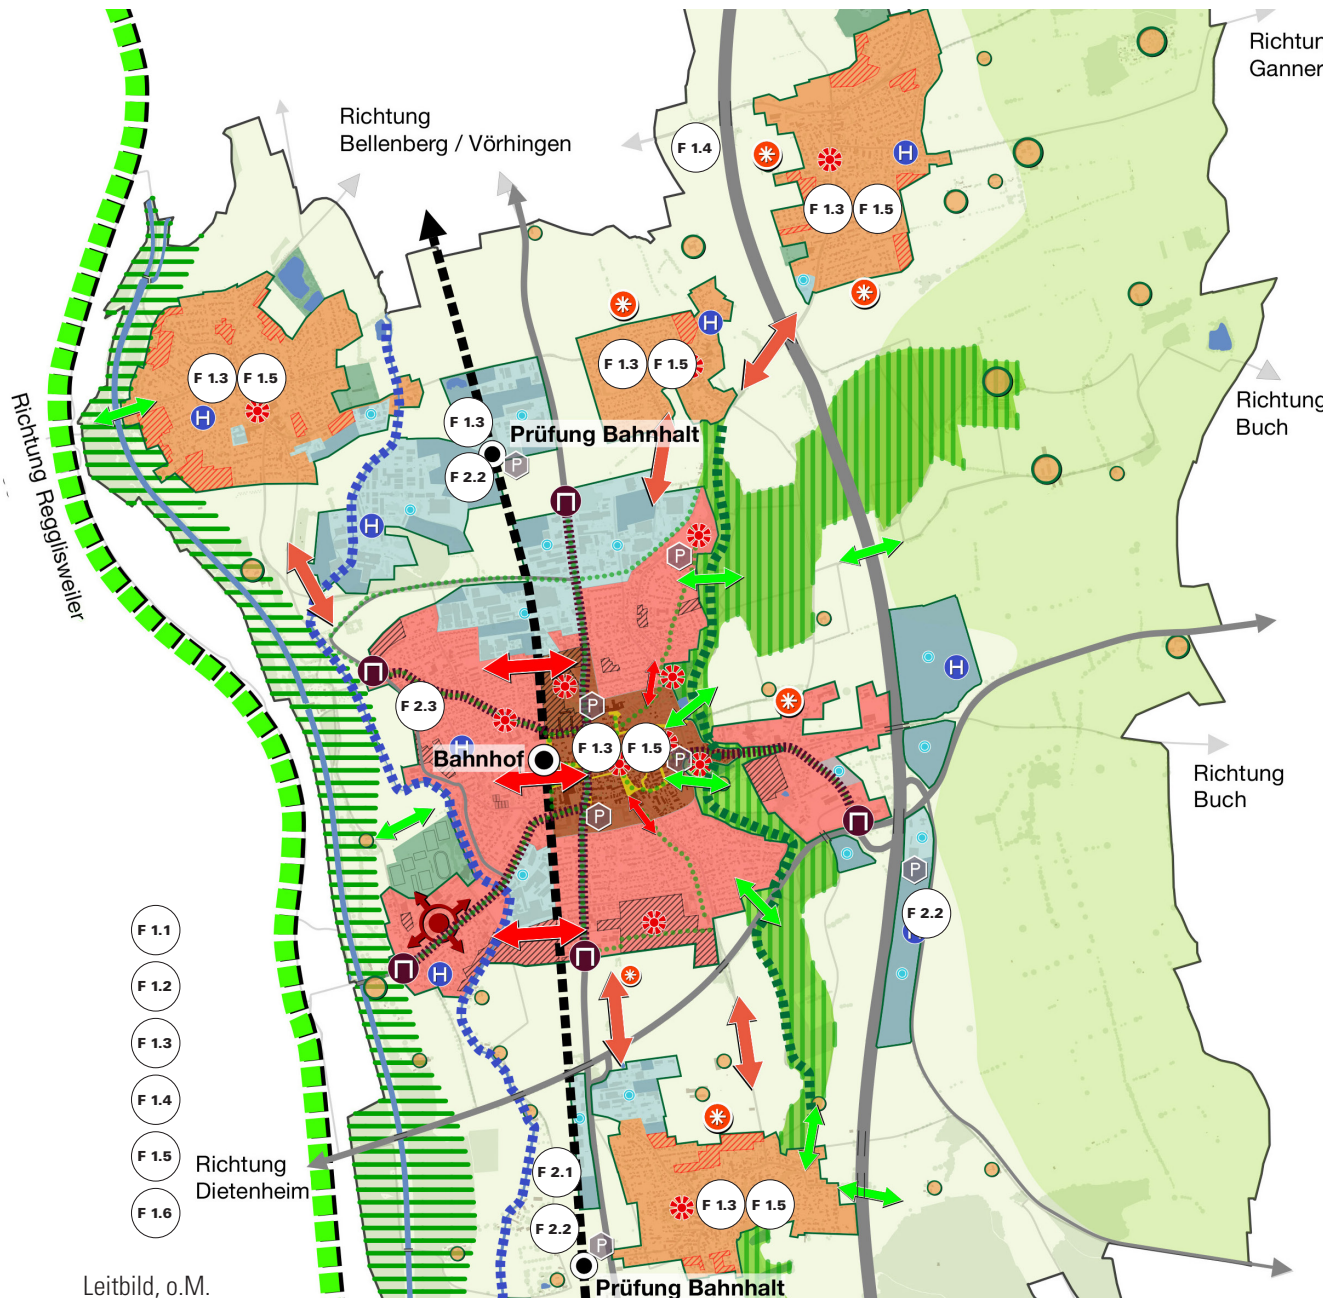 Richtun
Ganner
Richtung
Bellenberg / Vörhingen
F 1.4
H
F 1.3
F 1.5
H
F 1.3
F 1.5
F 1.3
F 1.5
H
Richtung
Buch
Richtung Regglisweiler
F 1.3
Prüfung Bahnhalt
F 2.2
P
H
P
H
F 2.3
P
H
Bahnhof
F 1.3
F 1.5
P
P
Richtung
Buch
P
F 2.2
H
H
F 1.1
F 1.2
F 1.3
F 1.4
F 1.5
F 1.6
Richtung
Dietenheim
F 2.1
F 2.2
F 1.3
F 1.5
P
Prüfung Bahnhalt
Leitbild, o.M.